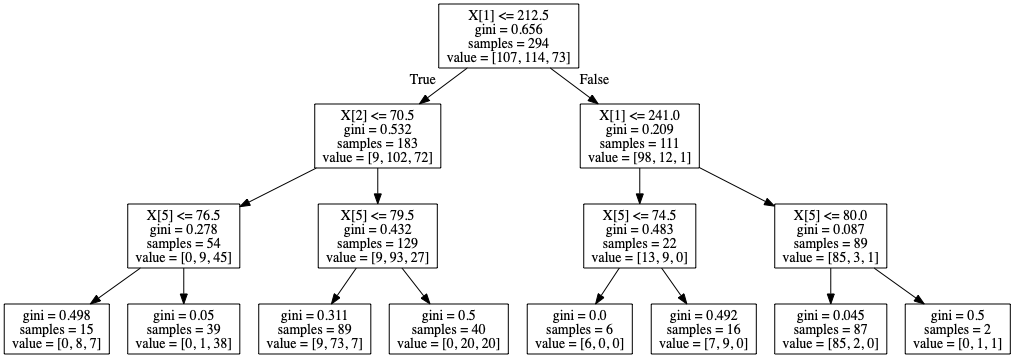 X[1] <= 212.5
gini = 0.656
samples = 294
value = [107, 114, 73]
True
False
X[2] <= 70.5
gini = 0.532
samples = 183
value = [9, 102, 72]
X[1] <= 241.0
gini = 0.209
samples = 111
value = [98, 12, 1]
X[5] <= 76.5
gini = 0.278
samples = 54
value = [0, 9, 45]
X[5] <= 79.5
gini = 0.432
samples = 129
value = [9, 93, 27]
X[5] <= 74.5
gini = 0.483
samples = 22
value = [13, 9, 0]
X[5] <= 80.0
gini = 0.087
samples = 89
value = [85, 3, 1]
gini = 0.498
samples = 15
value = [0, 8, 7]
gini = 0.05
samples = 39
value = [0, 1, 38]
gini = 0.311
samples = 89
value = [9, 73, 7]
gini = 0.5
samples = 40
value = [0, 20, 20]
gini = 0.0
samples = 6
value = [6, 0, 0]
gini = 0.492
samples = 16
value = [7, 9, 0]
gini = 0.045
samples = 87
value = [85, 2, 0]
gini = 0.5
samples = 2
value = [0, 1, 1]